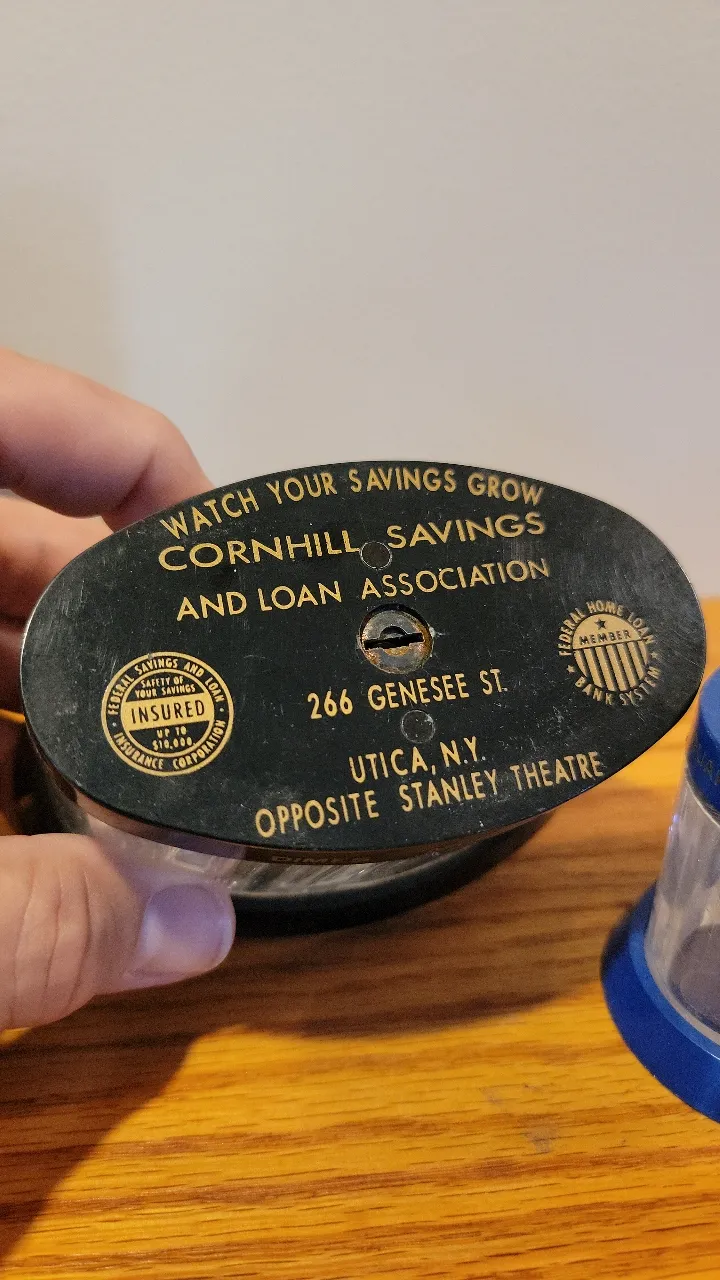 WATCH YOUR SAVINGS GROW
CORNHILL SAVINGS
AND LOAN ASSOCIATION
266 GENESEE ST.
UTICA, N.Y.
OPPOSITE STANLEY THEATRE
FEDERAL SAVINGS AND LOAN
SAFETY OF
YOUR SAVINGS
INSURED
UP TO
$10,000
INSURANCE CORPORATION
FEDERAL HOME LOAN
MEMBER
BANK SYSTEM
DIMES